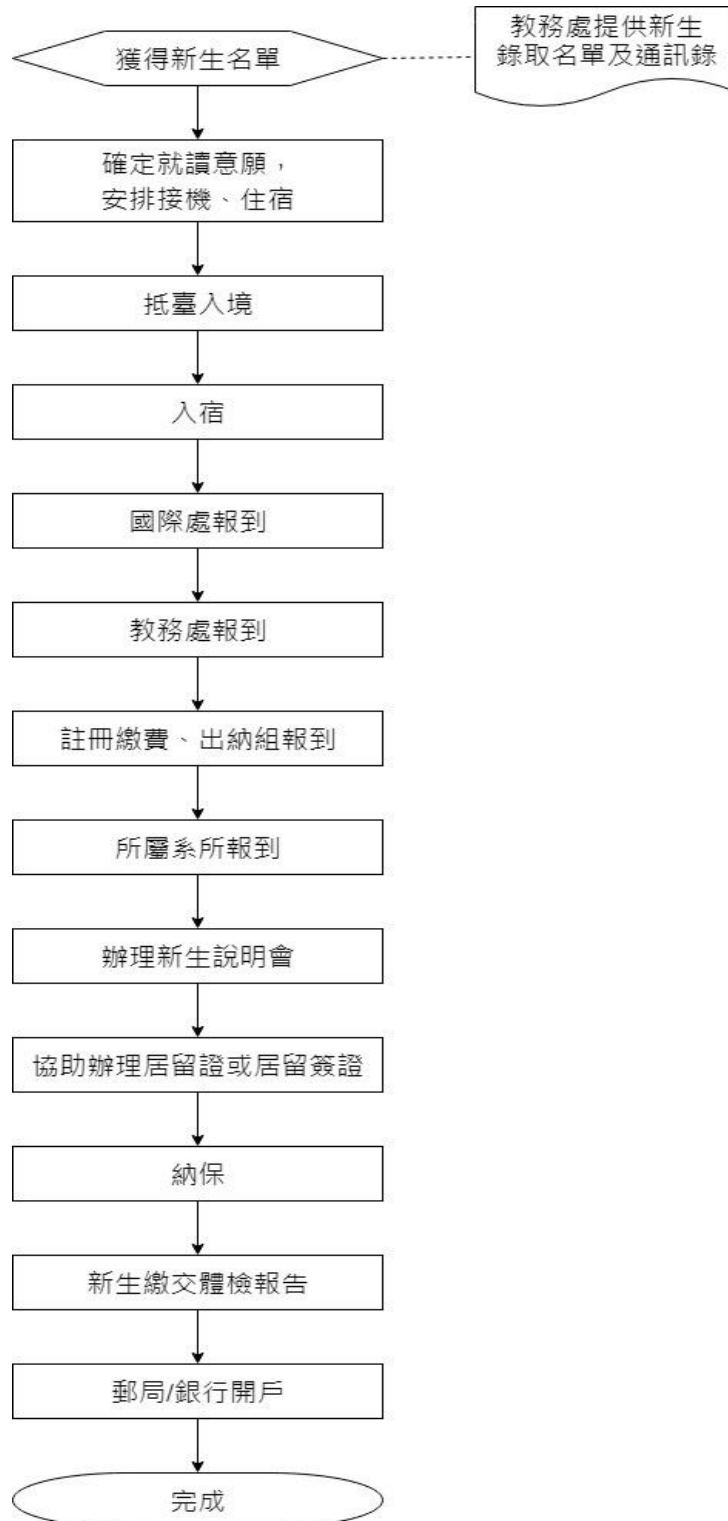 獲得新生名單
教務處提供新生
錄取名單及通訊錄
確定就讀意願，
安排接機、住宿
抵臺入境
入宿
國際處報到
教務處報到
註冊繳費、出納組報到
所屬系所報到
辦理新生說明會
協助辦理居留證或居留簽證
納保
新生繳交體檢報告
郵局/銀行開戶
完成